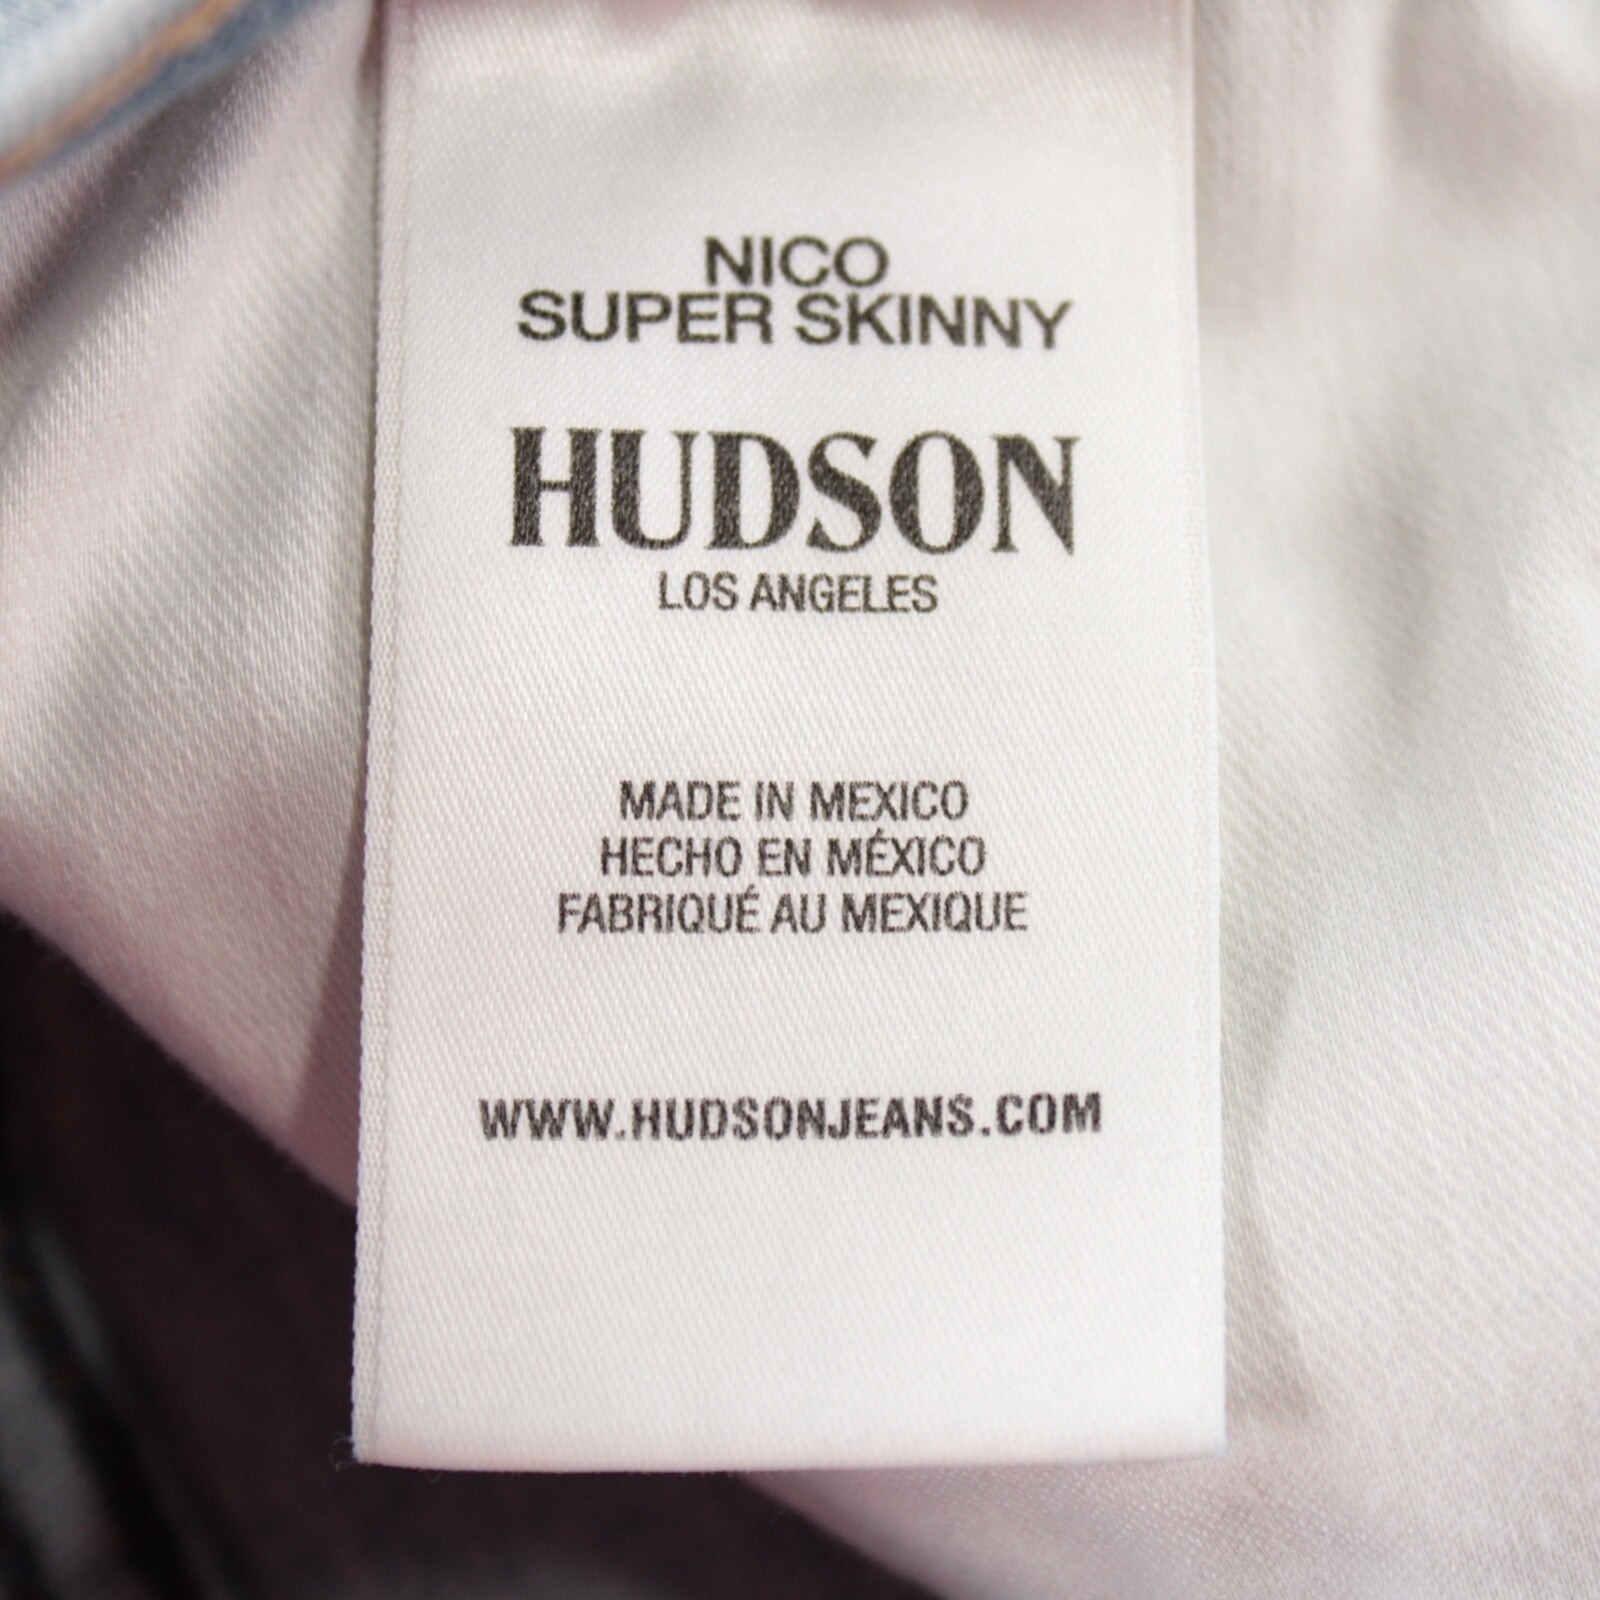 NICO
SUPER SKINNY
HUDSON
LOS ANGELES
MADE IN MEXICO
HECHO EN MÉXICO
FABRIQUÉ AU MEXIQUE
WWW.HUDSONJEANS.COM